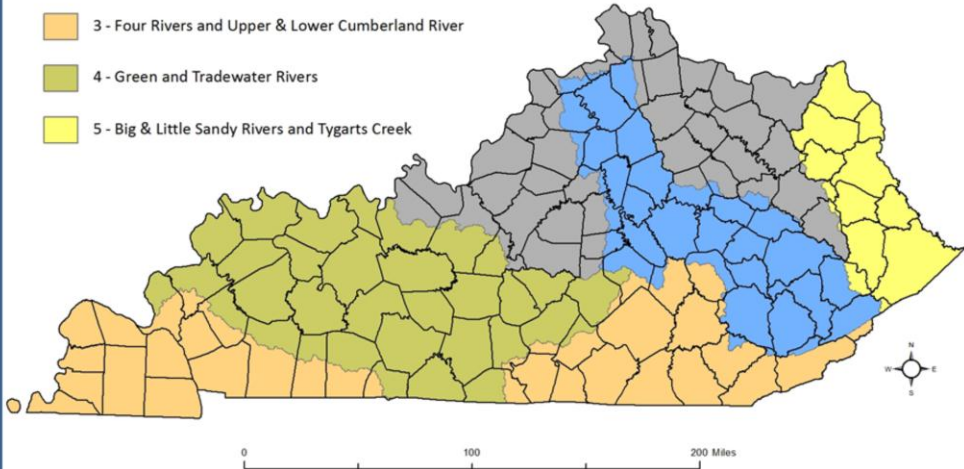 3 - Four Rivers and Upper & Lower Cumberland River
4 - Green and Tradewater Rivers
5 - Big & Little Sandy Rivers and Tygarts Creek
N
W E
S
0 100 200 Miles